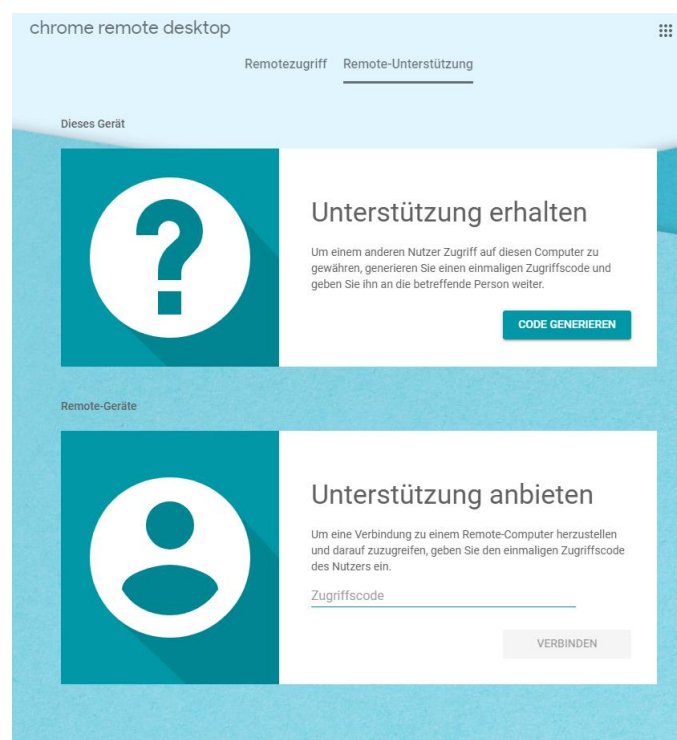 chrome remote desktop
Remotezugriff Remote-Unterstützung
Dieses Gerät
Unterstützung erhalten
Um einem anderen Nutzer Zugriff auf diesen Computer zu
gewähren, generieren Sie einen einmaligen Zugriffscode und
geben Sie ihn an die betreffende Person weiter.
CODE GENERIEREN
Remote-Geräte
Unterstützung anbieten
Um eine Verbindung zu einem Remote-Computer herzustellen
und darauf zuzugreifen, geben Sie den einmaligen Zugriffscode
des Nutzers ein.
Zugriffscode
VERBINDEN